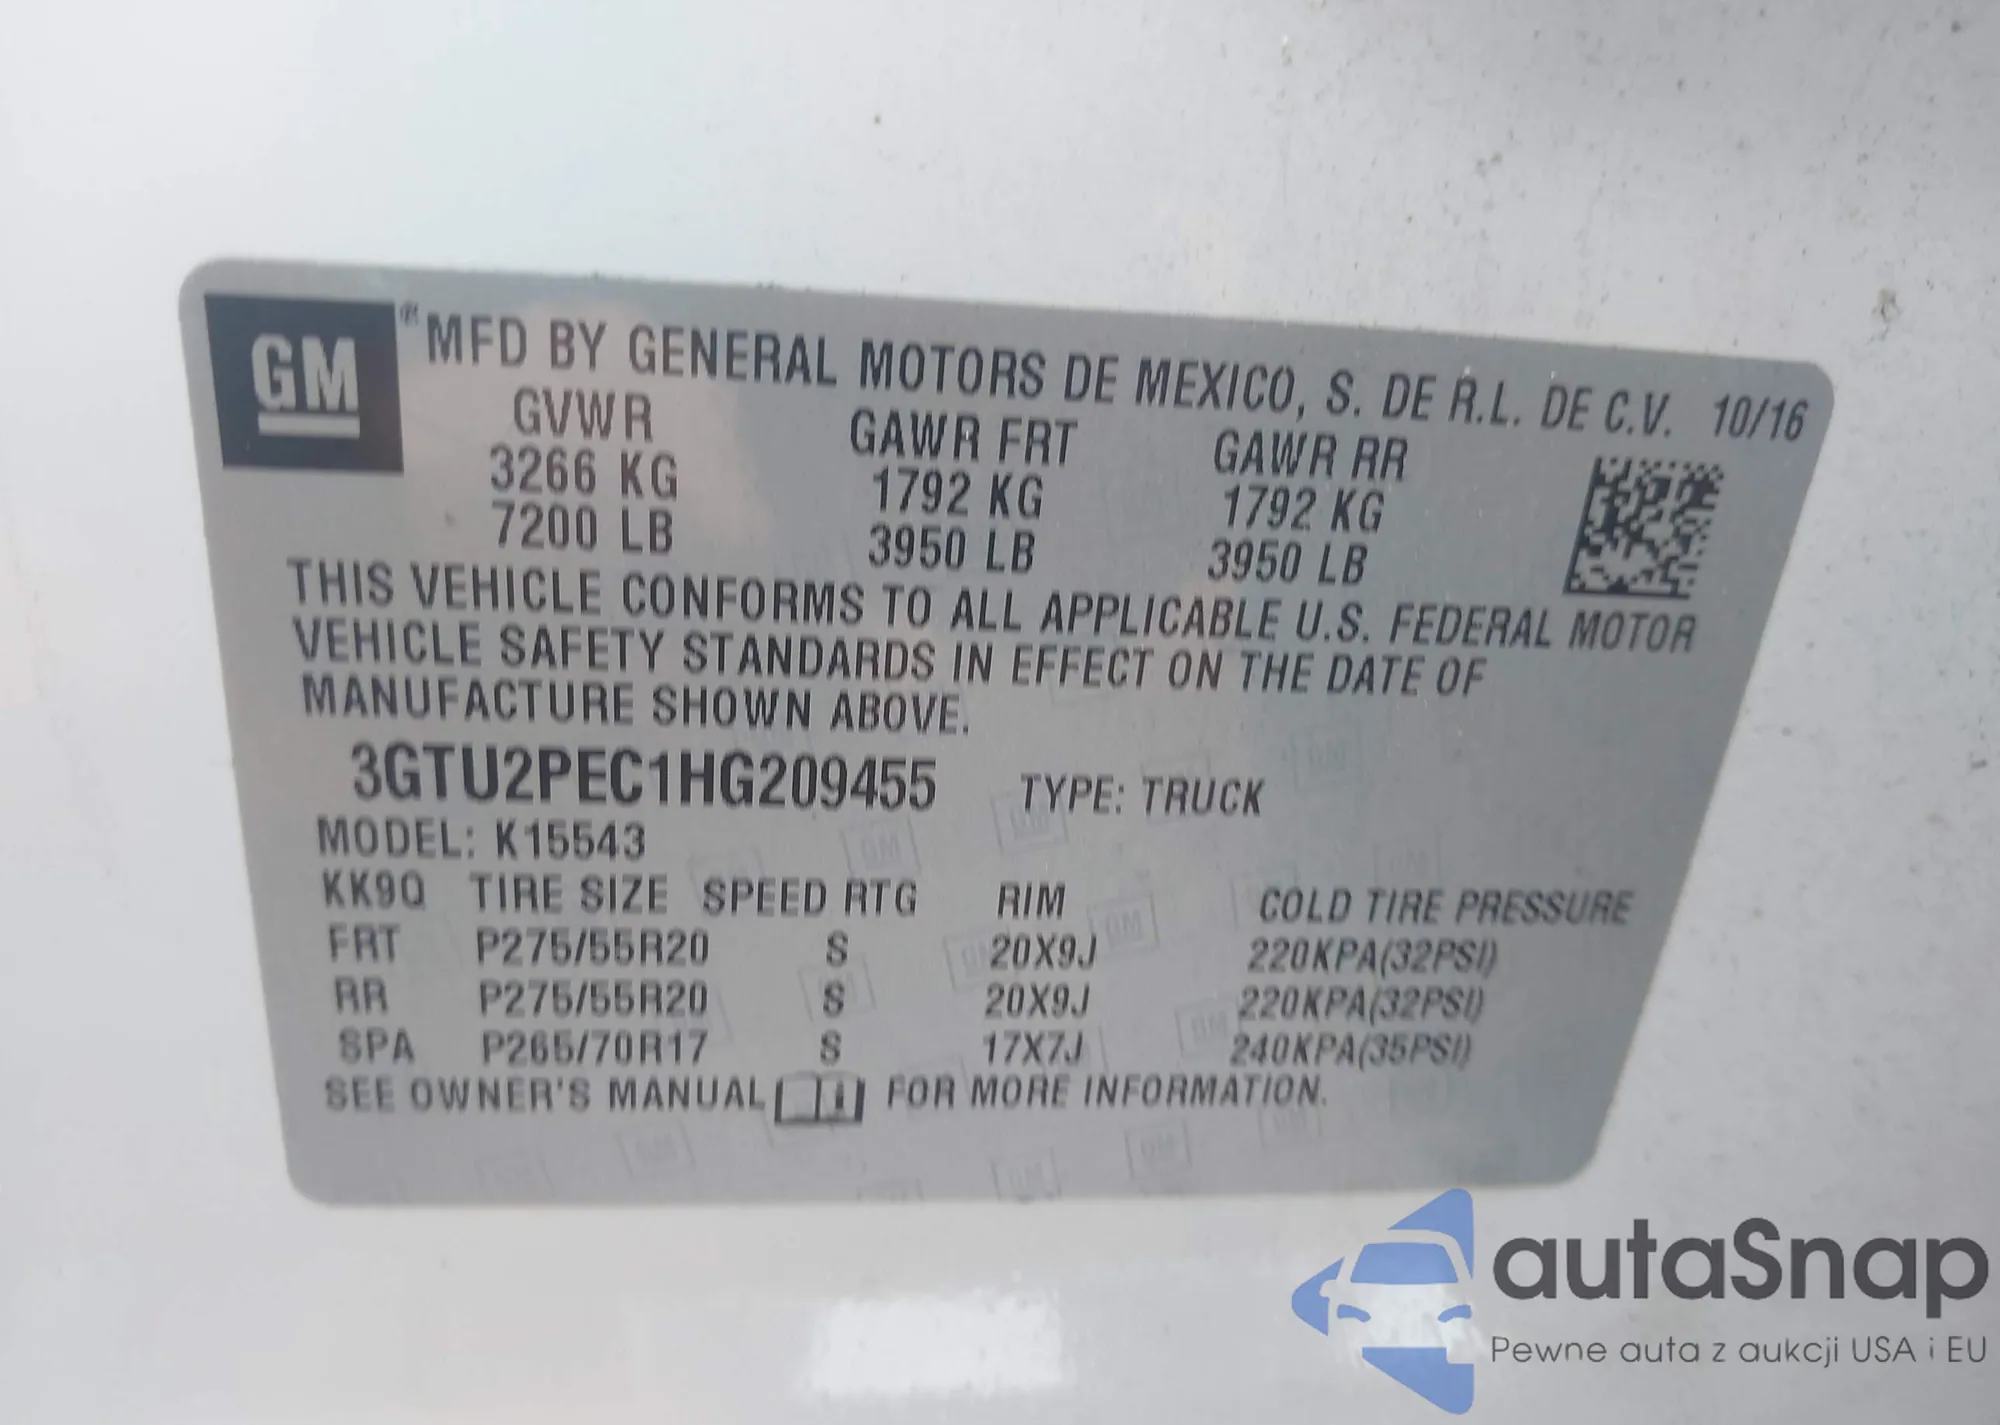 GM
® MFD BY GENERAL MOTORS DE MEXICO, S. DE R.L. DE C.V. 10/16
GVWR GAWR FRT GAWR RR
3266 KG 1792 KG 1792 KG
7200 LB 3950 LB 3950 LB
THIS VEHICLE CONFORMS TO ALL APPLICABLE U.S. FEDERAL MOTOR
VEHICLE SAFETY STANDARDS IN EFFECT ON THE DATE OF
MANUFACTURE SHOWN ABOVE.
3GTU2PEC1HG209455 TYPE: TRUCK
MODEL: K15543
KK9Q TIRE SIZE SPEED RTG RIM COLD TIRE PRESSURE
FRT P275/55R20 S 20X9J 220KPA(32PSI)
RR P275/55R20 S 20X9J 220KPA(32PSI)
SPA P265/70R17 S 17X7J 240KPA(35PSI)
SEE OWNER'S MANUAL FOR MORE INFORMATION.
autaSnap
Pewne auta z aukcji USA i EU